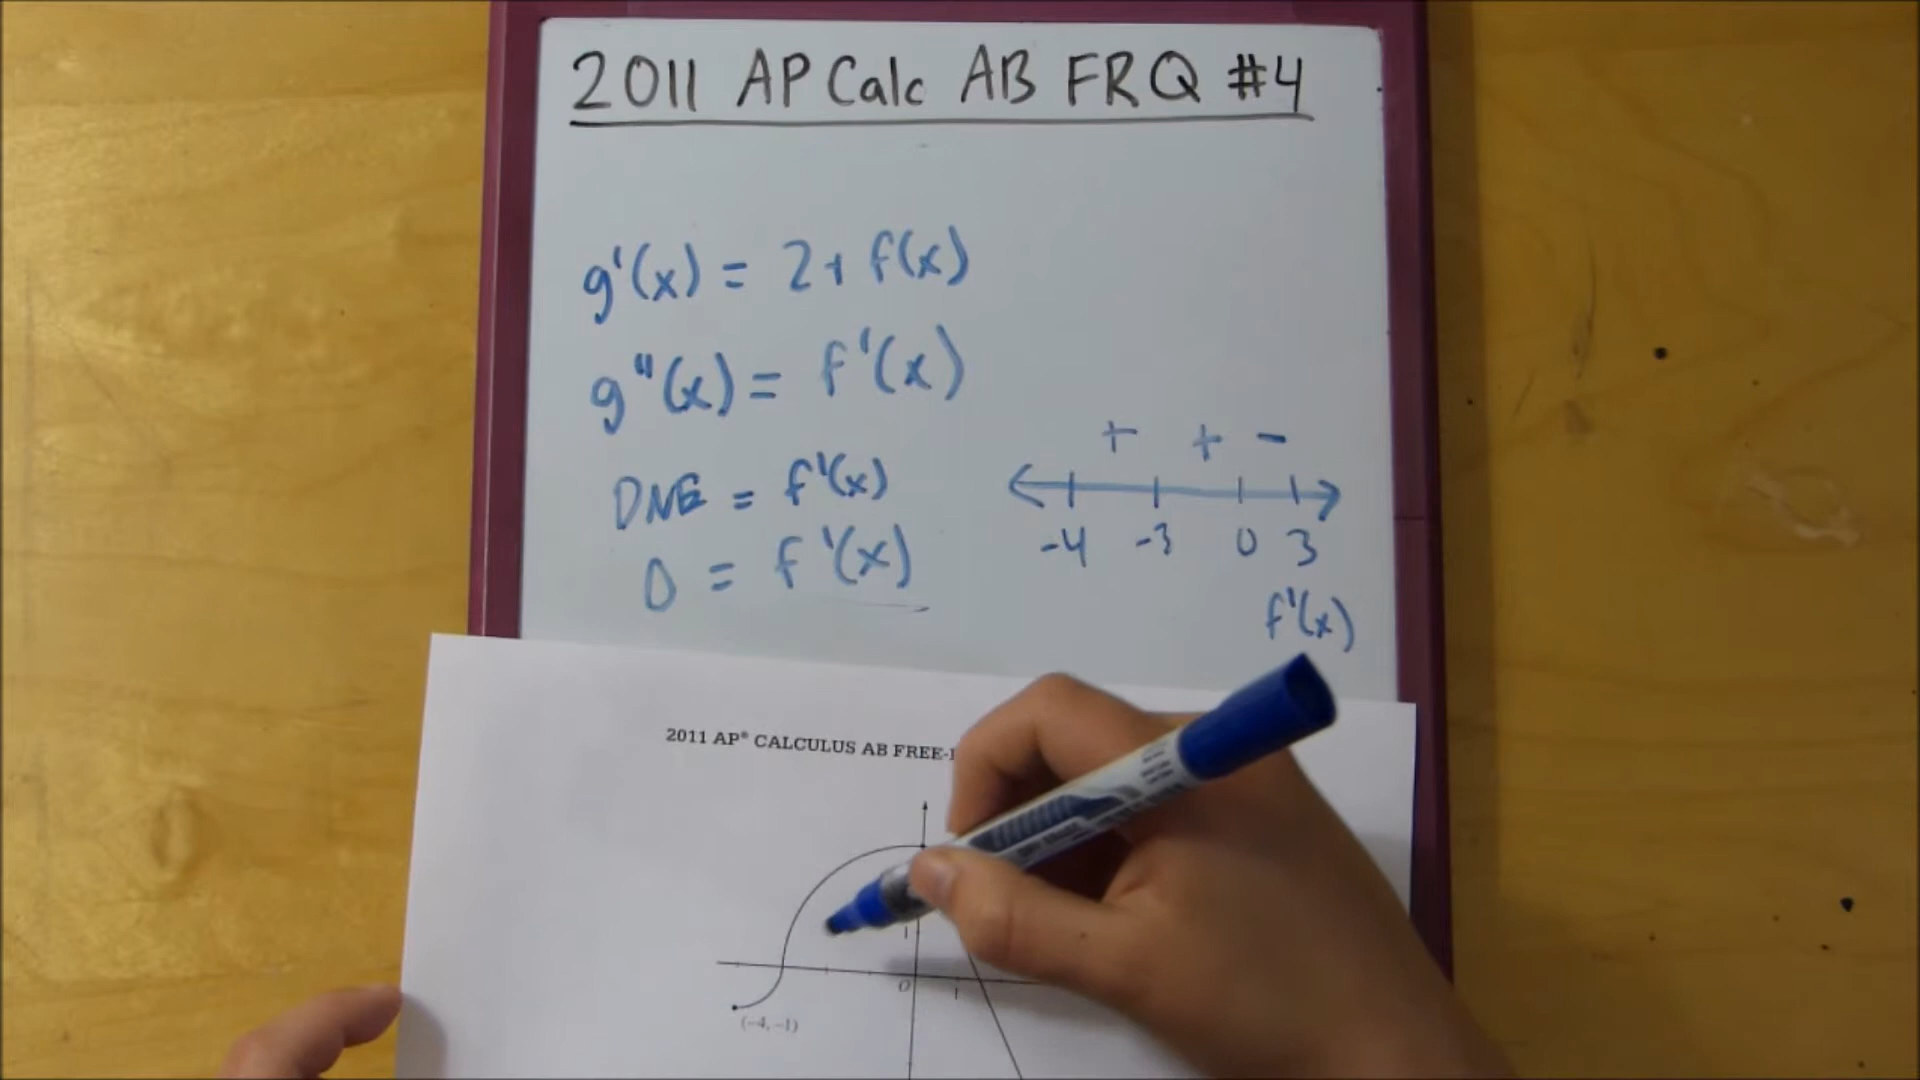 2011 AP Calc AB FRQ #4
g'(x) = 2+ f(x)
g"(x) = f'(x)
DNE = f'(x)
0 = f'(x)
+ + -
-4 -3 0 3
f'(x)
2011 AP® CALCULUS AB FREE-
1
O
1
(-4, -1)